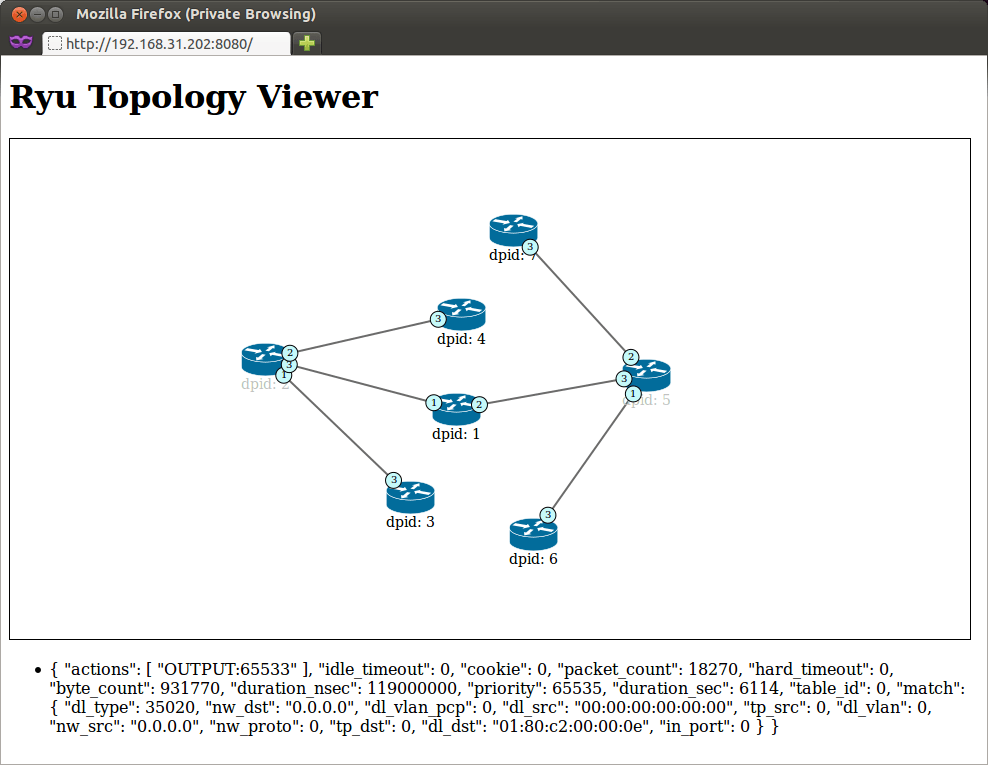 Mozilla Firefox (Private Browsing)
http://192.168.31.202:8080/
Ryu Topology Viewer
3
dpid: 7
3
dpid: 4
2
3
1
dpid: 2
2
3
1
dpid: 5
1
2
dpid: 1
3
dpid: 3
3
dpid: 6
{ "actions": [ "OUTPUT:65533" ], "idle_timeout": 0, "cookie": 0, "packet_count": 18270, "hard_timeout": 0,
"byte_count": 931770, "duration_nsec": 119000000, "priority": 65535, "duration_sec": 6114, "table_id": 0, "match":
{ "dl_type": 35020, "nw_dst": "0.0.0.0", "dl_vlan_pcp": 0, "dl_src": "00:00:00:00:00:00", "tp_src": 0, "dl_vlan": 0,
"nw_src": "0.0.0.0", "nw_proto": 0, "tp_dst": 0, "dl_dst": "01:80:c2:00:00:0e", "in_port": 0 } }